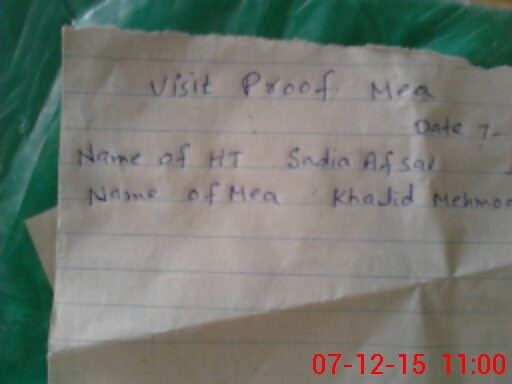 Visit Proof Mea
Date 7-
Name of HT Sadia Afsar
Name of Mea Khalid Mehmoo
07-12-15 11:00